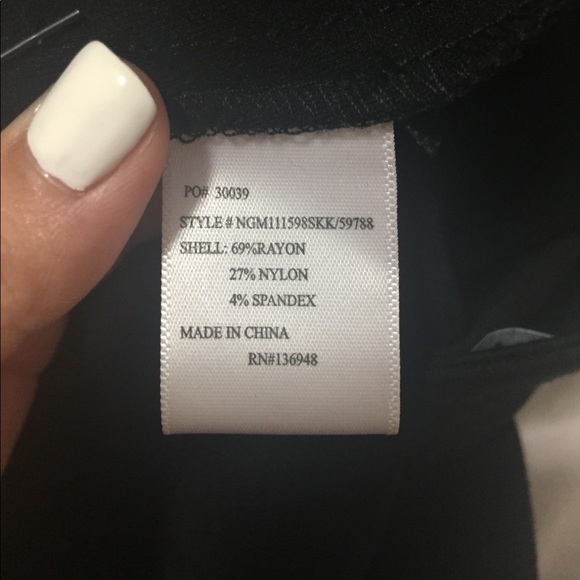 PO# 30039
STYLE # NGM111598SKK/59788
SHELL: 69%RAYON
27% NYLON
4% SPANDEX
MADE IN CHINA
RN#136948